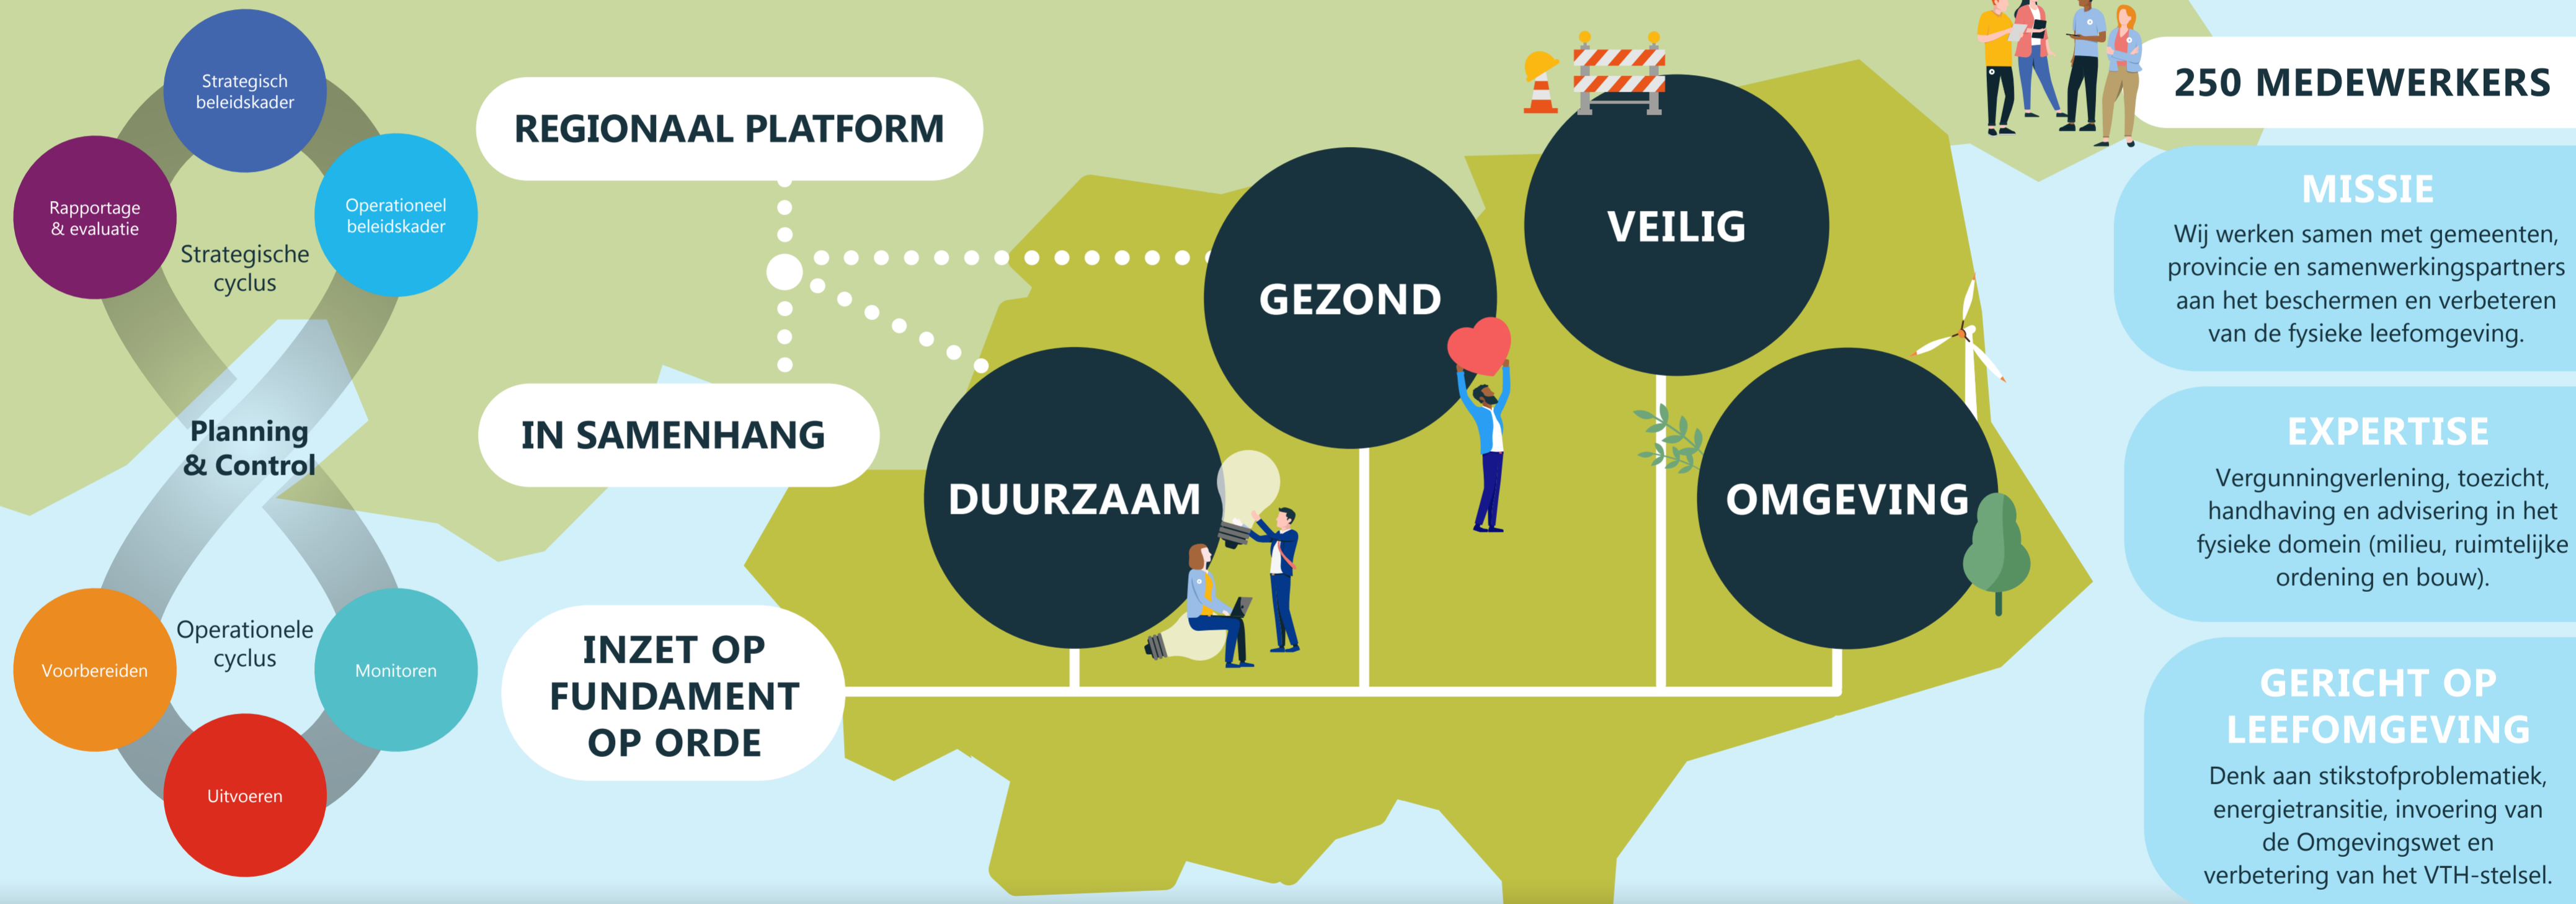 Strategisch
beleidskader
Rapportage
& evaluatie
Operationeel
beleidskader
Strategische
cyclus
Planning
& Control
Operationele
cyclus
Voorbereiden
Monitoren
Uitvoeren
REGIONAAL PLATFORM
IN SAMENHANG
INZET OP
FUNDAMENT
OP ORDE
DUURZAAM
GEZOND
VEILIG
OMGEVING
250 MEDEWERKERS
MISSIE
Wij werken samen met gemeenten,
provincie en samenwerkingspartners
aan het beschermen en verbeteren
van de fysieke leefomgeving.
EXPERTISE
Vergunningverlening, toezicht,
handhaving en advisering in het
fysieke domein (milieu, ruimtelijke
ordening en bouw).
GERICHT OP
LEEFOMGEVING
Denk aan stikstofproblematiek,
energietransitie, invoering van
de Omgevingswet en
verbetering van het VTH-stelsel.